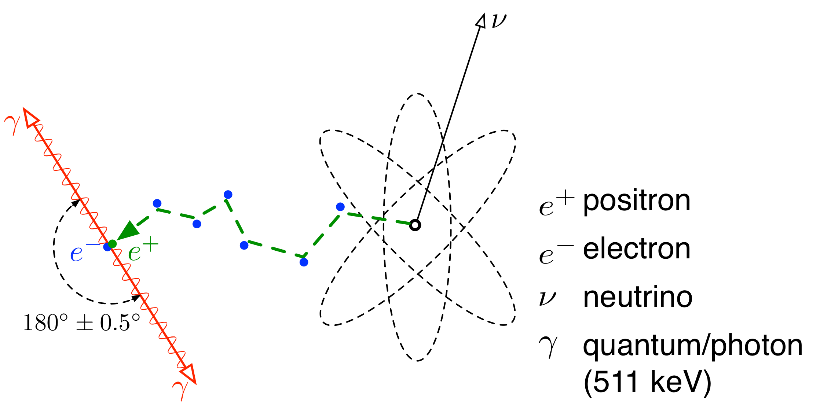 ν
γ
e⁻
e⁺
180° ± 0.5°
γ
e⁺ positron
e⁻ electron
ν neutrino
γ quantum/photon
(511 keV)